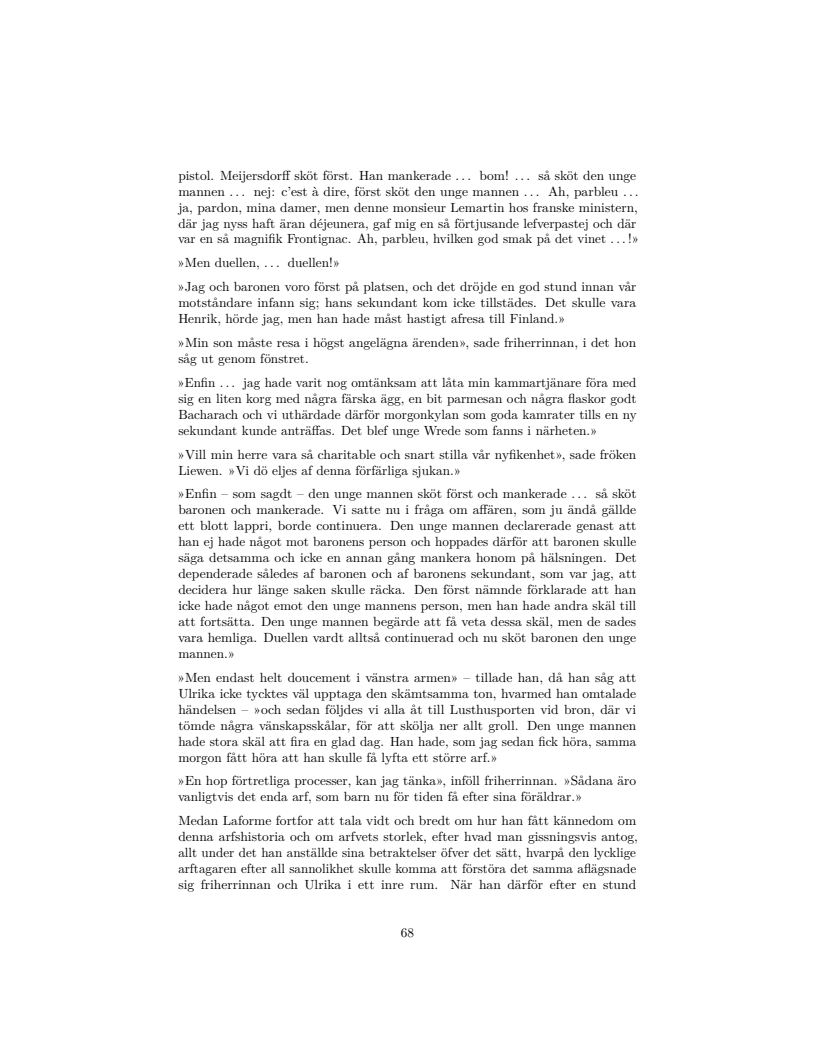 pistol. Meijersdorff sköt först. Han mankerade ... bom! ... så sköt den unge
mannen ... nej: c'est à dire, först sköt den unge mannen ... Ah, parbleu ...
ja, pardon, mina damer, men denne monsieur Lemartin hos franske ministern,
där jag nyss haft äran déjeunera, gaf mig en så förtjusande lefverpastej och där
var en så magnifik Frontignac. Ah, parbleu, hvilken god smak på det vinet ...!»
»Men duellen, ... duellen!»
»Jag och baronen voro först på platsen, och det dröjde en god stund innan vår
motståndare infann sig; hans sekundant kom icke tillstädes. Det skulle vara
Henrik, hörde jag, men han hade måst hastigt afresa till Finland.»
»Min son måste resa i högst angelägna ärenden», sade friherrinnan, i det hon
såg ut genom fönstret.
»Enfin ... jag hade varit nog omtänksam att låta min kammartjänare föra med
sig en liten korg med några färska ägg, en bit parmesan och några flaskor godt
Bacharach och vi uthärdade därför morgonkylan som goda kamrater tills en ny
sekundant kunde anträffas. Det blef unge Wrede som fanns i närheten.»
»Vill min herre vara så charitable och snart stilla vår nyfikenhet», sade fröken
Liewen. »Vi dö eljes af denna förfärliga sjukan.»
»Enfin – som sagdt – den unge mannen sköt först och mankerade ... så sköt
baronen och mankerade. Vi satte nu i fråga om affären, som ju ändå gällde
ett blott lappri, borde continuera. Den unge mannen declarerade genast att
han ej hade något mot baronens person och hoppades därför att baronen skulle
säga detsamma och icke en annan gång mankera honom på hälsningen. Det
dependerade således af baronen och af baronens sekundant, som var jag, att
decidera hur länge saken skulle räcka. Den först nämnde förklarade att han
icke hade något emot den unge mannens person, men han hade andra skäl till
att fortsätta. Den unge mannen begärde att få veta dessa skäl, men de sades
vara hemliga. Duellen vardt alltså continuerad och nu sköt baronen den unge
mannen.»
»Men endast helt doucement i vänstra armen» – tillade han, då han såg att
Ulrika icke tycktes väl upptaga den skämtsamma ton, hvarmed han omtalade
händelsen – »och sedan följdes vi alla åt till Lusthusporten vid bron, där vi
tömde några vänskapsskålar, för att skölja ner allt groll. Den unge mannen
hade stora skäl att fira en glad dag. Han hade, som jag sedan fick höra, samma
morgon fått höra att han skulle få lyfta ett större arf.»
»En hop förtretliga processer, kan jag tänka», inföll friherrinnan. »Sådana äro
vanligtvis det enda arf, som barn nu för tiden få efter sina föräldrar.»
Medan Laforme fortfor att tala vidt och bredt om hur han fått kännedom om
denna arfshistoria och om arfvets storlek, efter hvad man gissningsvis antog,
allt under det han anställde sina betraktelser öfver det sätt, hvarpå den lycklige
arftagaren efter all sannolikhet skulle komma att förstöra det samma aflägsnade
sig friherrinnan och Ulrika i ett inre rum. När han därför efter en stund
68